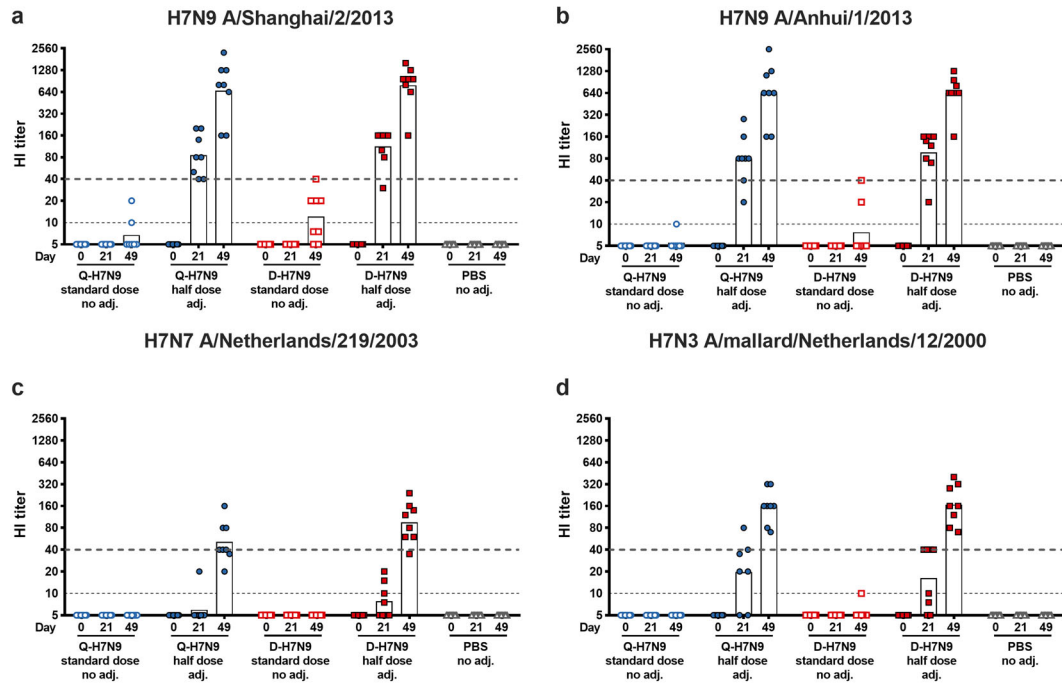 a
H7N9 A/Shanghai/2/2013
HI titer
2560
1280
640
320
160
80
40
20
10
5
Day 0 21 49 0 21 49 0 21 49 0 21 49 0 21 49
Q-H7N9 Q-H7N9 D-H7N9 D-H7N9 PBS
standard dose half dose standard dose half dose no adj.
no adj. adj. no adj. adj.
b
H7N9 A/Anhui/1/2013
HI titer
2560
1280
640
320
160
80
40
20
10
5
Day 0 21 49 0 21 49 0 21 49 0 21 49 0 21 49
Q-H7N9 Q-H7N9 D-H7N9 D-H7N9 PBS
standard dose half dose standard dose half dose no adj.
no adj. adj. no adj. adj.
c
H7N7 A/Netherlands/219/2003
HI titer
2560
1280
640
320
160
80
40
20
10
5
Day 0 21 49 0 21 49 0 21 49 0 21 49 0 21 49
Q-H7N9 Q-H7N9 D-H7N9 D-H7N9 PBS
standard dose half dose standard dose half dose no adj.
no adj. adj. no adj. adj.
d
H7N3 A/mallard/Netherlands/12/2000
HI titer
2560
1280
640
320
160
80
40
20
10
5
Day 0 21 49 0 21 49 0 21 49 0 21 49 0 21 49
Q-H7N9 Q-H7N9 D-H7N9 D-H7N9 PBS
standard dose half dose standard dose half dose no adj.
no adj. adj. no adj. adj.